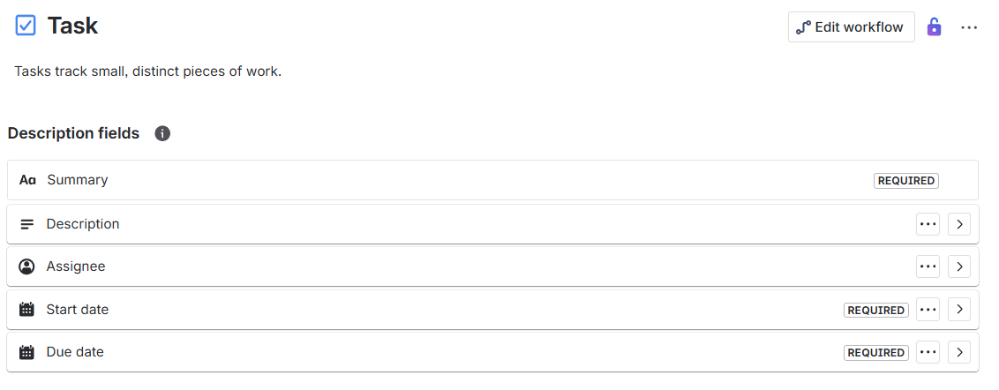 Task
Edit workflow
Tasks track small, distinct pieces of work.
Description fields
Aa Summary REQUIRED
Description
Assignee
Start date REQUIRED
Due date REQUIRED